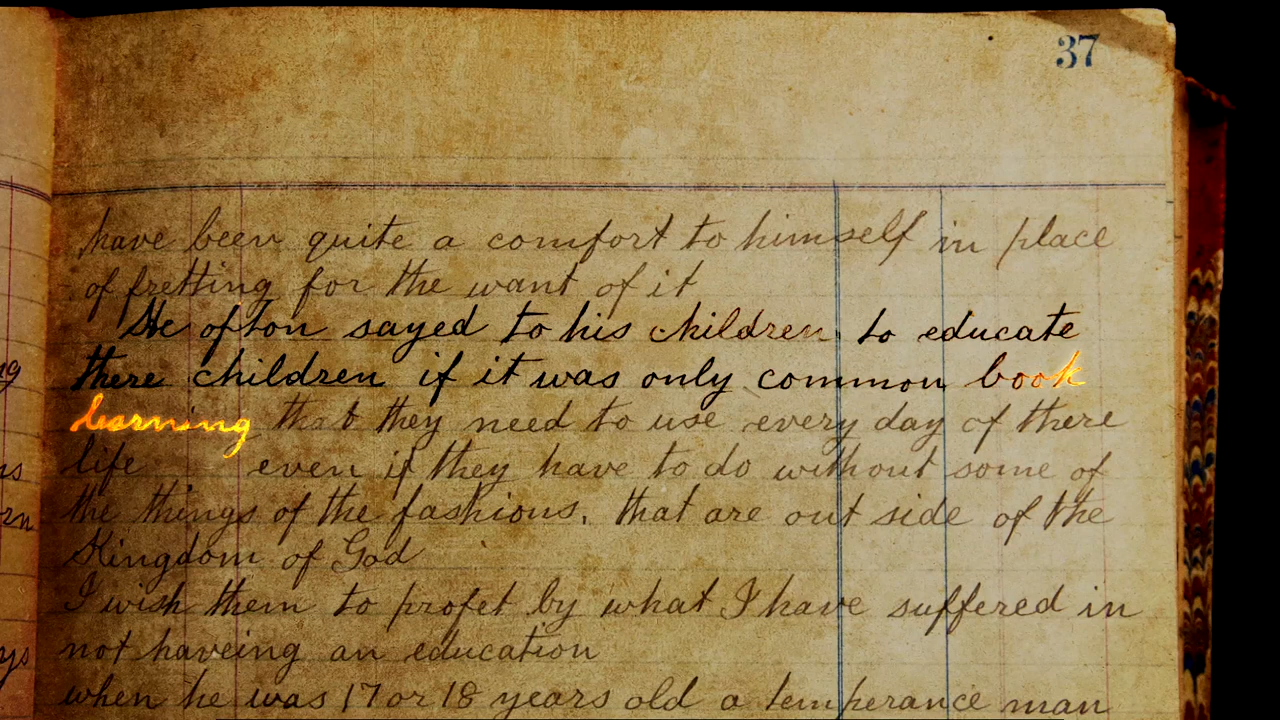 37
have been quite a comfort to himself in place
of fretting for the want of it
He ofton sayed to his children to educate
there children if it was only common book
learning that they need to use every day of there
life even if they have to do without some of
the things of the fashions. that are out side of the
Kingdom of God
I wish them to profet by what I have suffered in
not haveing an education
when he was 17 or 18 years old a temperance man